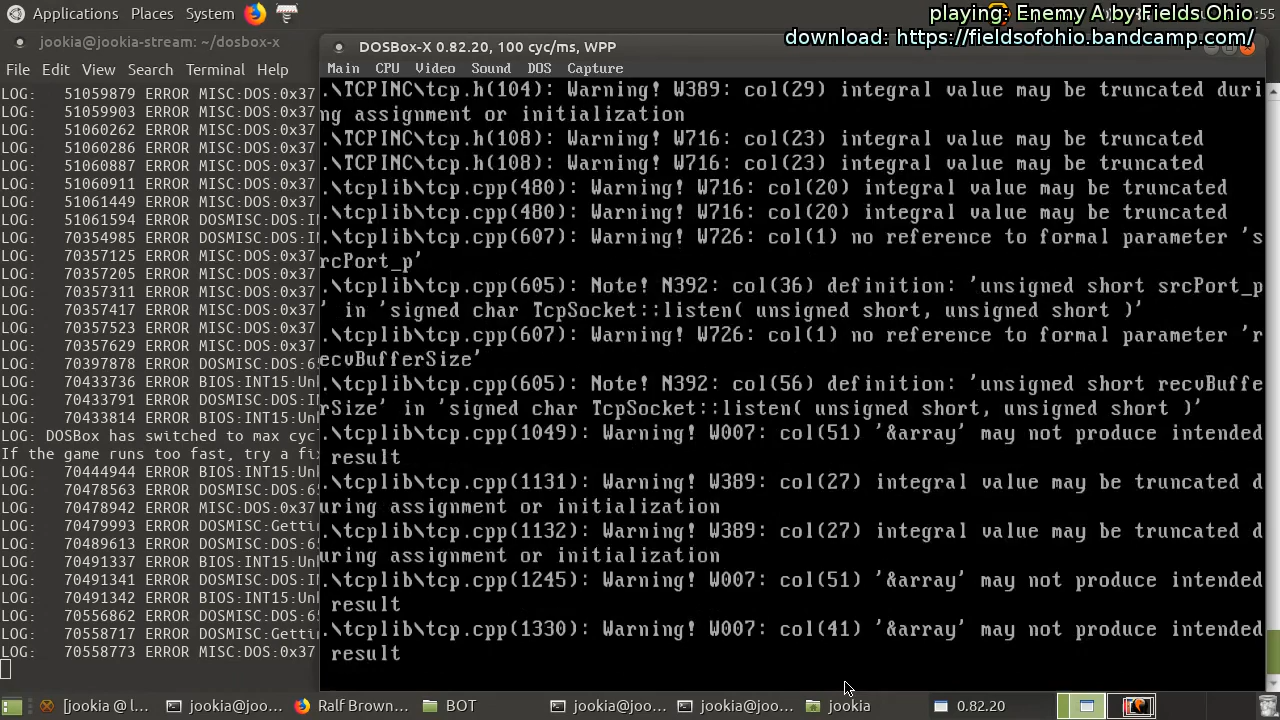 Applications Places System
playing: Enemy A by Fields Ohio :55
download: https://fieldsofohio.bandcamp.com/
jookia@jookia-stream: ~/dosbox-x
File Edit View Search Terminal Help
LOG: 51059879 ERROR MISC:DOS:0x37
LOG: 51059903 ERROR MISC:DOS:0x37
LOG: 51060262 ERROR MISC:DOS:0x37
LOG: 51060286 ERROR MISC:DOS:0x37
LOG: 51060887 ERROR MISC:DOS:0x37
LOG: 51060911 ERROR MISC:DOS:0x37
LOG: 51061449 ERROR MISC:DOS:0x37
LOG: 51061594 ERROR DOSMISC:DOS:IN
LOG: 70354985 ERROR DOSMISC:DOS:IN
LOG: 70357125 ERROR MISC:DOS:0x37
LOG: 70357205 ERROR MISC:DOS:0x37
LOG: 70357311 ERROR MISC:DOS:0x37
LOG: 70357417 ERROR MISC:DOS:0x37
LOG: 70357523 ERROR MISC:DOS:0x37
LOG: 70357629 ERROR MISC:DOS:0x37
LOG: 70397878 ERROR DOSMISC:DOS:65
LOG: 70433736 ERROR BIOS:INT15:Unk
LOG: 70433791 ERROR DOSMISC:DOS:65
LOG: 70433814 ERROR BIOS:INT15:Unk
LOG: DOSBox has switched to max cyc
If the game runs too fast, try a fix
LOG: 70444944 ERROR BIOS:INT15:Unk
LOG: 70478563 ERROR DOSMISC:DOS:65
LOG: 70478942 ERROR MISC:DOS:0x37
LOG: 70479993 ERROR DOSMISC:Getti
LOG: 70489613 ERROR DOSMISC:DOS:65
LOG: 70491337 ERROR BIOS:INT15:Unk
LOG: 70491341 ERROR DOSMISC:DOS:IN
LOG: 70491342 ERROR BIOS:INT15:Unk
LOG: 70556862 ERROR DOSMISC:DOS:65
LOG: 70558717 ERROR DOSMISC:Getti
LOG: 70558773 ERROR MISC:DOS:0x37
DOSBox-X 0.82.20, 100 cyc/ms, WPP
Main CPU Video Sound DOS Capture
.\TCPINC\tcp.h(104): Warning! W389: col(29) integral value may be truncated duri
ng assignment or initialization
.\TCPINC\tcp.h(108): Warning! W716: col(23) integral value may be truncated
.\TCPINC\tcp.h(108): Warning! W716: col(23) integral value may be truncated
.\tcplib\tcp.cpp(480): Warning! W716: col(20) integral value may be truncated
.\tcplib\tcp.cpp(480): Warning! W716: col(20) integral value may be truncated
.\tcplib\tcp.cpp(607): Warning! W726: col(1) no reference to formal parameter 's
rcPort_p'
.\tcplib\tcp.cpp(605): Note! N392: col(36) definition: 'unsigned short srcPort_p
' in 'signed char TcpSocket::listen( unsigned short, unsigned short )'
.\tcplib\tcp.cpp(607): Warning! W726: col(1) no reference to formal parameter 'r
ecvBufferSize'
.\tcplib\tcp.cpp(605): Note! N392: col(56) definition: 'unsigned short recvBuffe
rSize' in 'signed char TcpSocket::listen( unsigned short, unsigned short )'
.\tcplib\tcp.cpp(1049): Warning! W007: col(51) '&array' may not produce intended
result
.\tcplib\tcp.cpp(1131): Warning! W389: col(27) integral value may be truncated d
uring assignment or initialization
.\tcplib\tcp.cpp(1132): Warning! W389: col(27) integral value may be truncated d
uring assignment or initialization
.\tcplib\tcp.cpp(1245): Warning! W007: col(51) '&array' may not produce intended
result
.\tcplib\tcp.cpp(1330): Warning! W007: col(41) '&array' may not produce intended
result
[jookia @ l... jookia@joo... Ralf Brown... BOT jookia@joo... jookia@joo... jookia 0.82.20